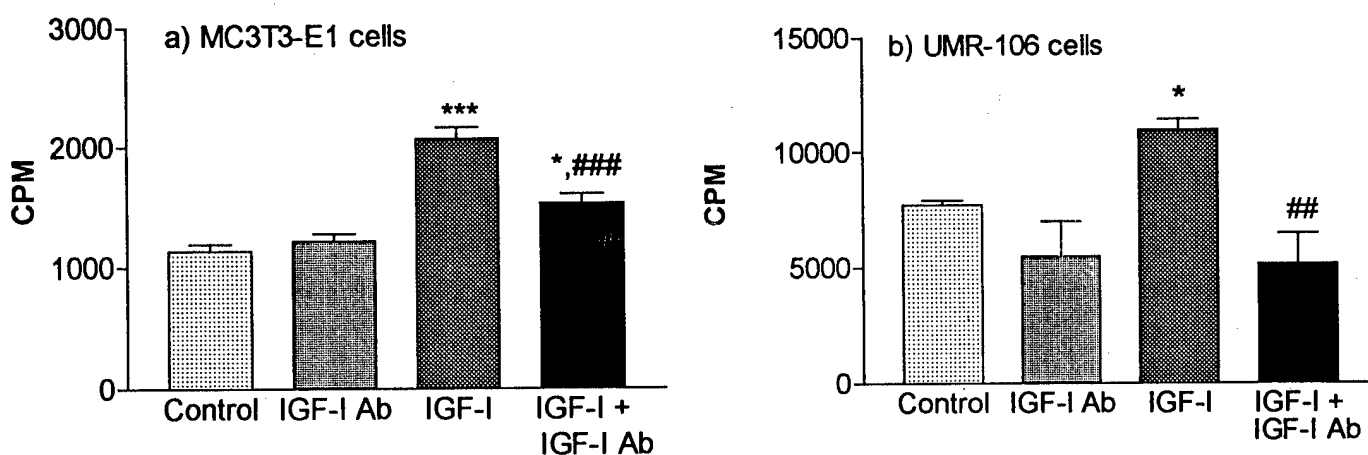 a) MC3T3-E1 cells
CPM
3000
2000
1000
0
***
*,###
Control
IGF-I Ab
IGF-I
IGF-I +
IGF-I Ab
b) UMR-106 cells
CPM
15000
10000
5000
0
*
##
Control
IGF-I Ab
IGF-I
IGF-I +
IGF-I Ab